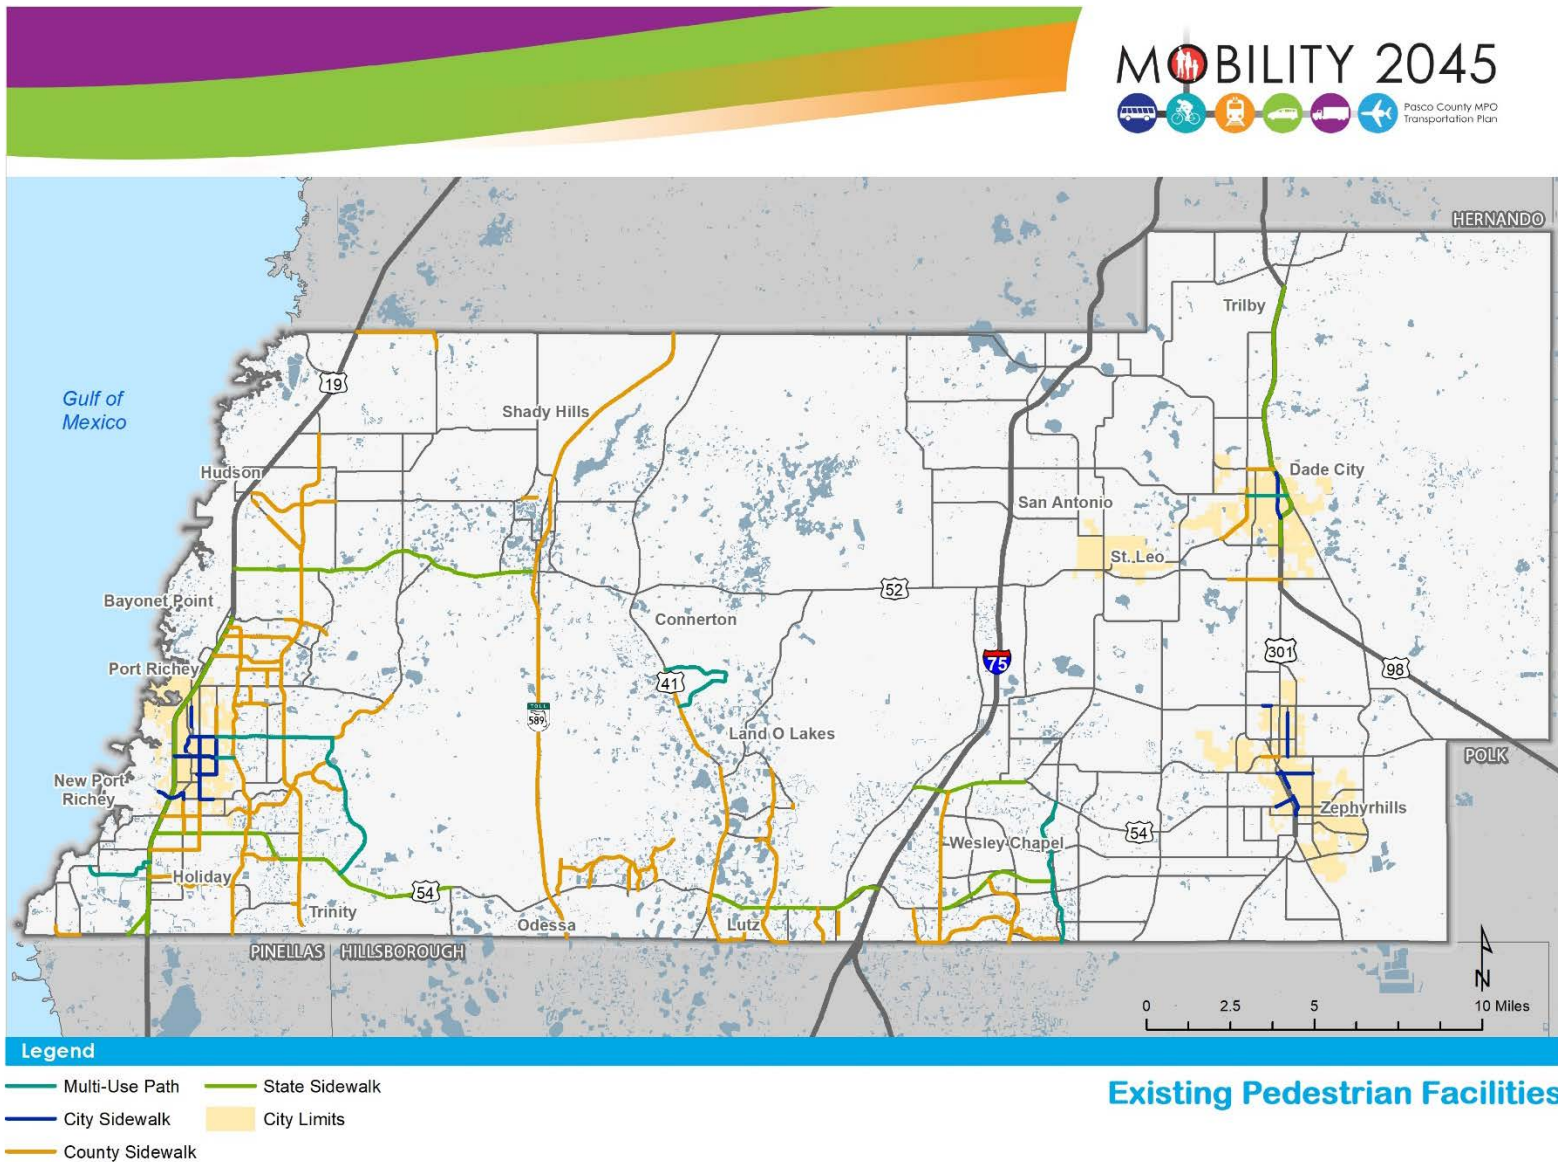 MOBILITY 2045
Pasco County MPO
Transportation Plan
HERNANDO
Trilby
Gulf of
Mexico
19
Shady Hills
Hudson
Dade City
San Antonio
St. Leo
52
Bayonet Point
Connerton
301
Port Richey
75
98
41
TOLL
589
Land O Lakes
POLK
New Port
Richey
Zephyrhills
54
Wesley Chapel
Holiday
54
Trinity
Odessa
Lutz
PINELLAS
HILLSBOROUGH
N
0 2.5 5 10 Miles
Legend
Multi-Use Path
State Sidewalk
City Sidewalk
City Limits
County Sidewalk
Existing Pedestrian Facilities